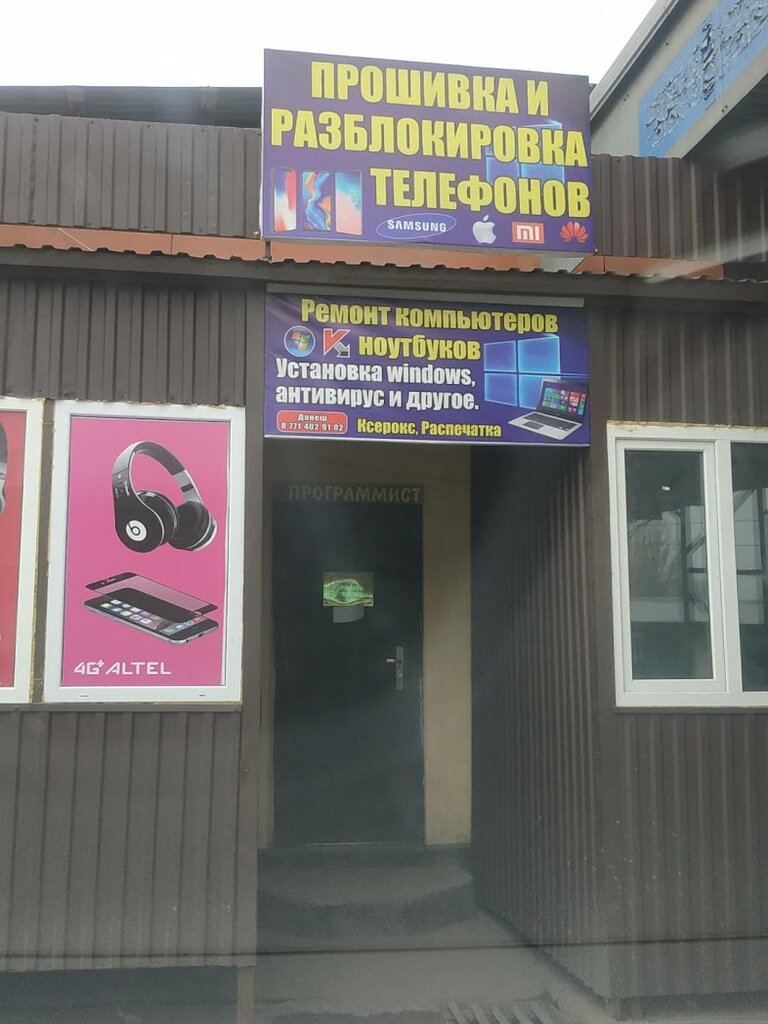 ПРОШИВКА И
РАЗБЛОКИРОВКА
ТЕЛЕФОНОВ
SAMSUNG
mi
Ремонт компьютеров
ноутбуков
Установка windows,
антивирус и другое.
Данеш
8 771 402 91 02
Ксерокс, Распечатка
ПРОГРАММИСТ
b
4G+ ALTEL